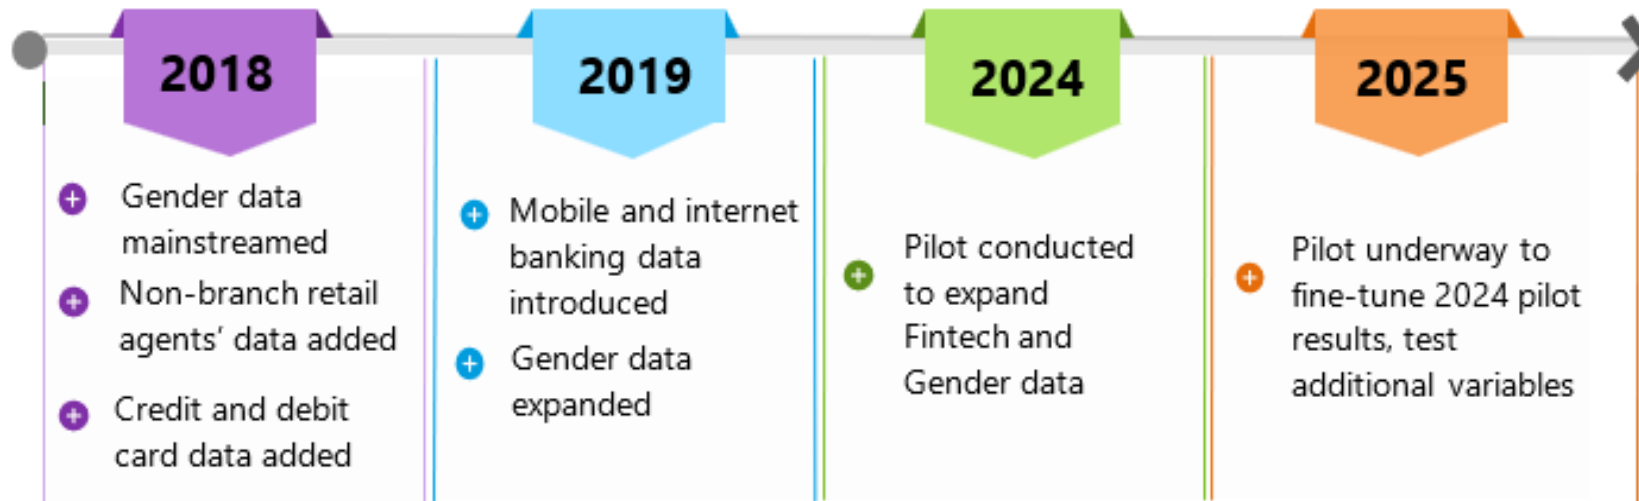 2018
Gender data
mainstreamed
Non-branch retail
agents' data added
Credit and debit
card data added
2019
Mobile and internet
banking data
introduced
Gender data
expanded
2024
Pilot conducted
to expand
Fintech and
Gender data
2025
Pilot underway to
fine-tune 2024 pilot
results, test
additional variables